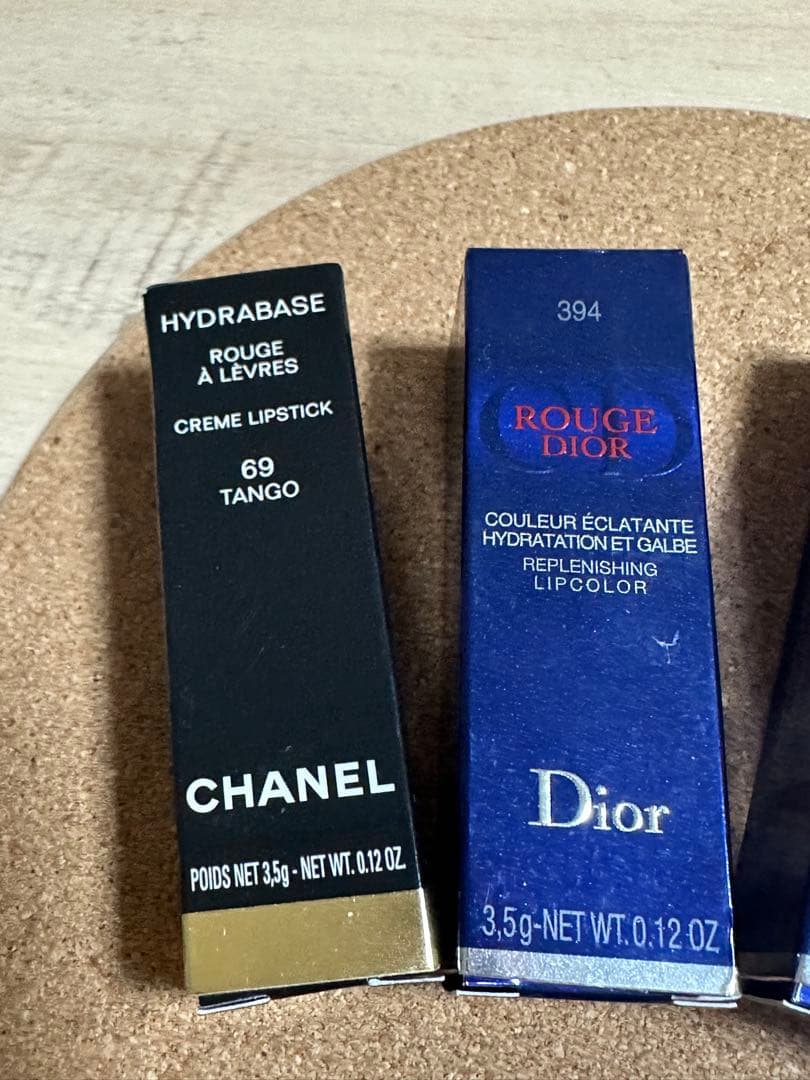 HYDRABASE
ROUGE
À LÈVRES
CREME LIPSTICK
69
TANGO
CHANEL
POIDS NET 3,5g - NET WT. 0.12 OZ.
394
CD
ROUGE
DIOR
COULEUR ÉCLATANTE
HYDRATATION ET GALBE
REPLENISHING
LIPCOLOR
Dior
3,5g-NET WT. 0.12 OZ